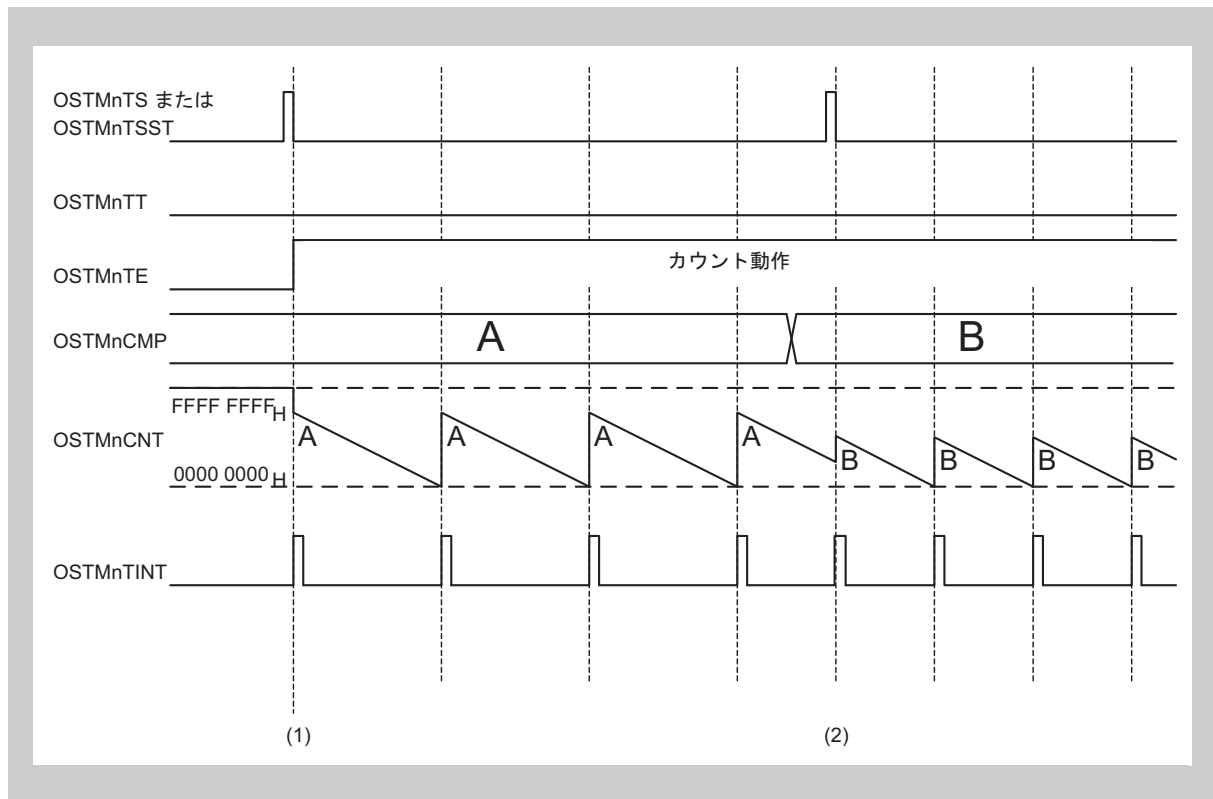 OSTMnTS または
OSTMnTSST
OSTMnTT
OSTMnTE
カウント動作
OSTMnCMP
A
B
FFFF FFFFH
OSTMnCNT
A
A
A
A
B
B
B
B
0000 0000H
OSTMnTINT
(1)
(2)